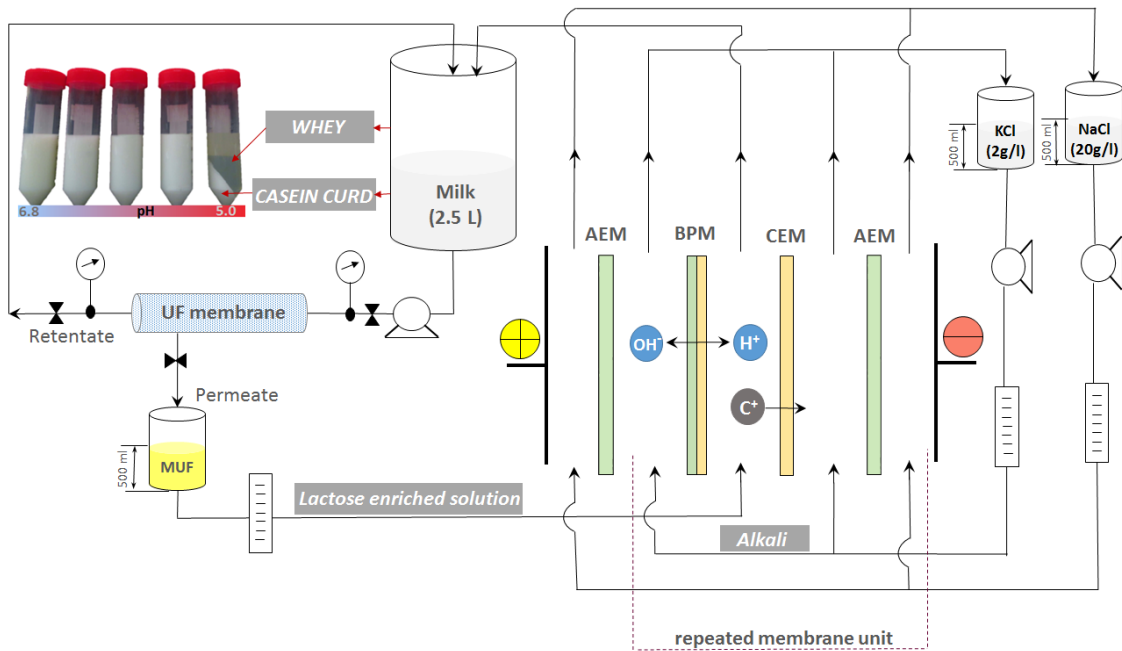 WHEY
CASEIN CURD
6.8
pH
5.0
Milk
(2.5 L)
KCl
(2g/l)
500 ml
NaCl
(20g/l)
500 ml
AEM
BPM
CEM
AEM
UF membrane
Retentate
Permeate
OH⁻
H⁺
C⁺
500 ml
MUF
Lactose enriched solution
Alkali
repeated membrane unit